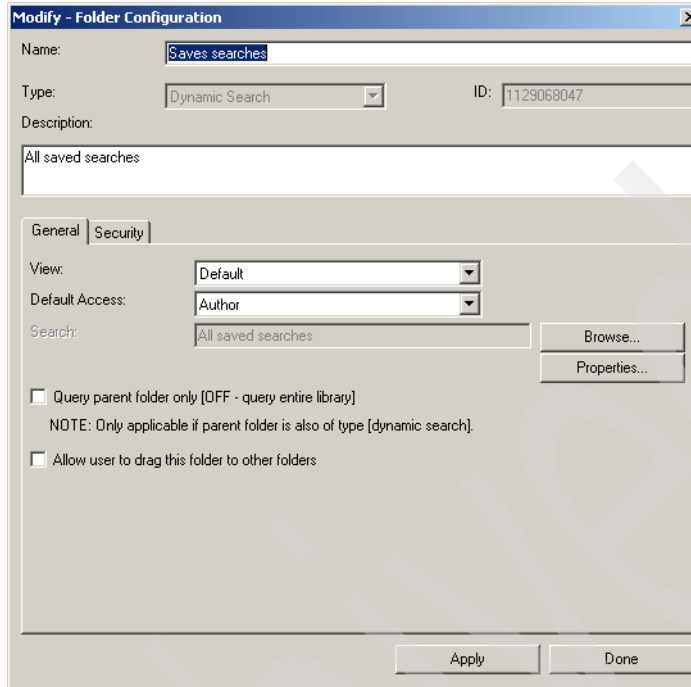 Modify - Folder Configuration
Name: Saves searches
Type: Dynamic Search ID: 1129068047
Description:
All saved searches
General Security
View: Default
Default Access: Author
Search: All saved searches Browse...
Properties...
Query parent folder only [OFF - query entire library]
NOTE: Only applicable if parent folder is also of type [dynamic search].
Allow user to drag this folder to other folders
Apply Done